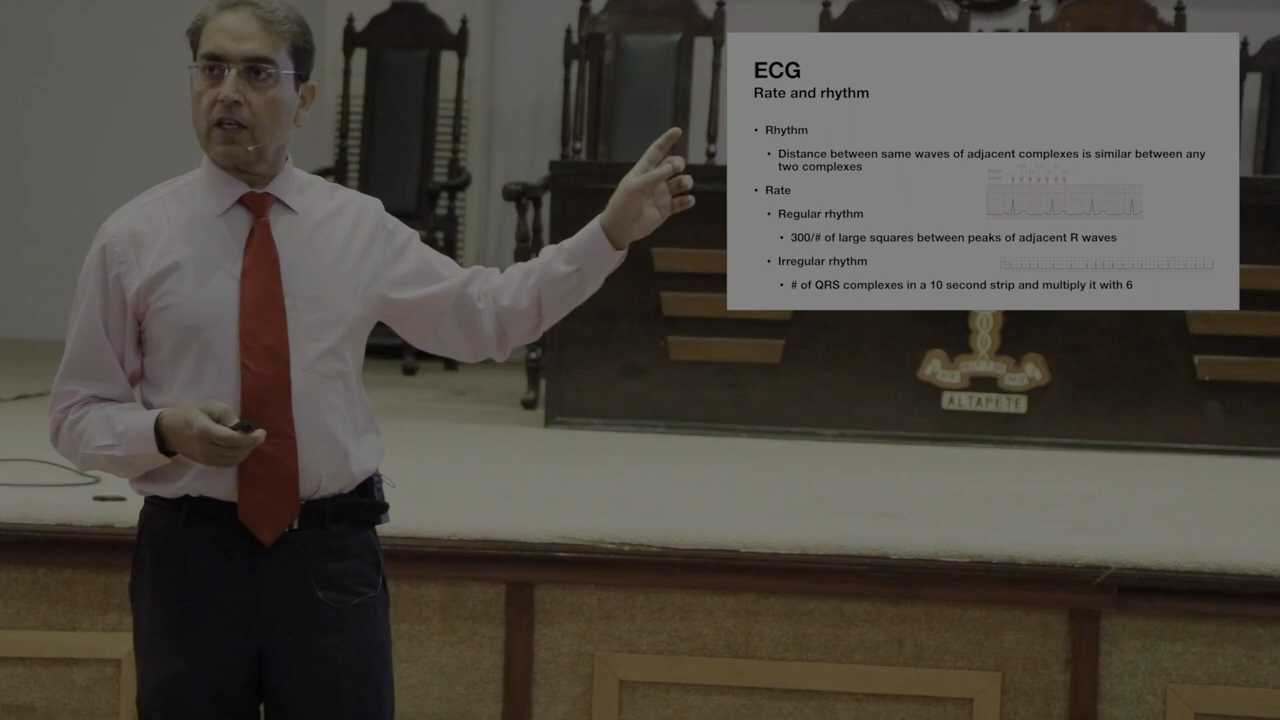 ECG
Rate and rhythm
• Rhythm
• Distance between same waves of adjacent complexes is similar between any
two complexes
• Rate
• Regular rhythm
• 300/# of large squares between peaks of adjacent R waves
• Irregular rhythm
• # of QRS complexes in a 10 second strip and multiply it with 6
ALTAPETE